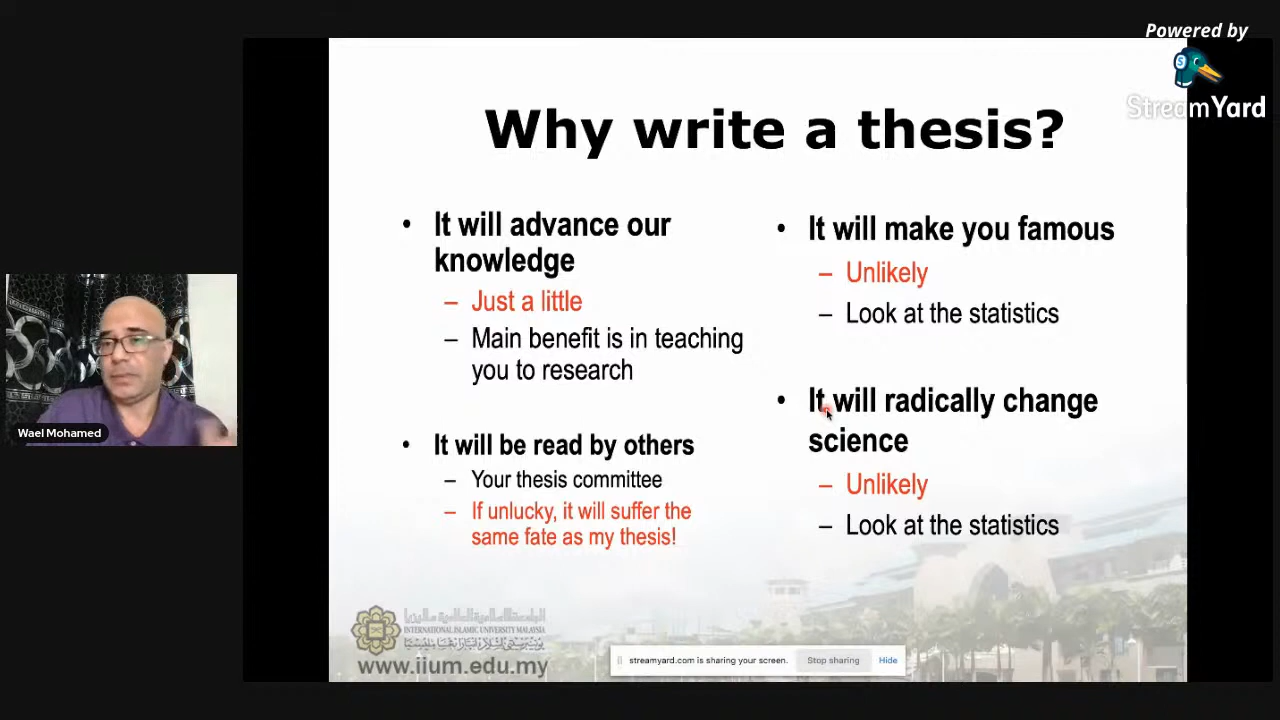 Powered by
StreamYard
Why write a thesis?
• It will advance our
knowledge
– Just a little
– Main benefit is in teaching
you to research
• It will be read by others
– Your thesis committee
– If unlucky, it will suffer the
same fate as my thesis!
• It will make you famous
– Unlikely
– Look at the statistics
• It will radically change
science
– Unlikely
– Look at the statistics
Wael Mohamed
INTERNATIONAL ISLAMIC UNIVERSITY MALAYSIA
www.iium.edu.my
streamyard.com is sharing your screen.
Stop sharing
Hide